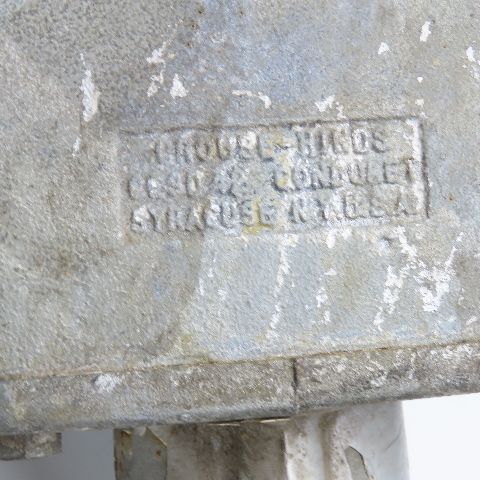 CROUSE-HINDS
CONDULET
SYRACUSE N.Y. U.S.A.